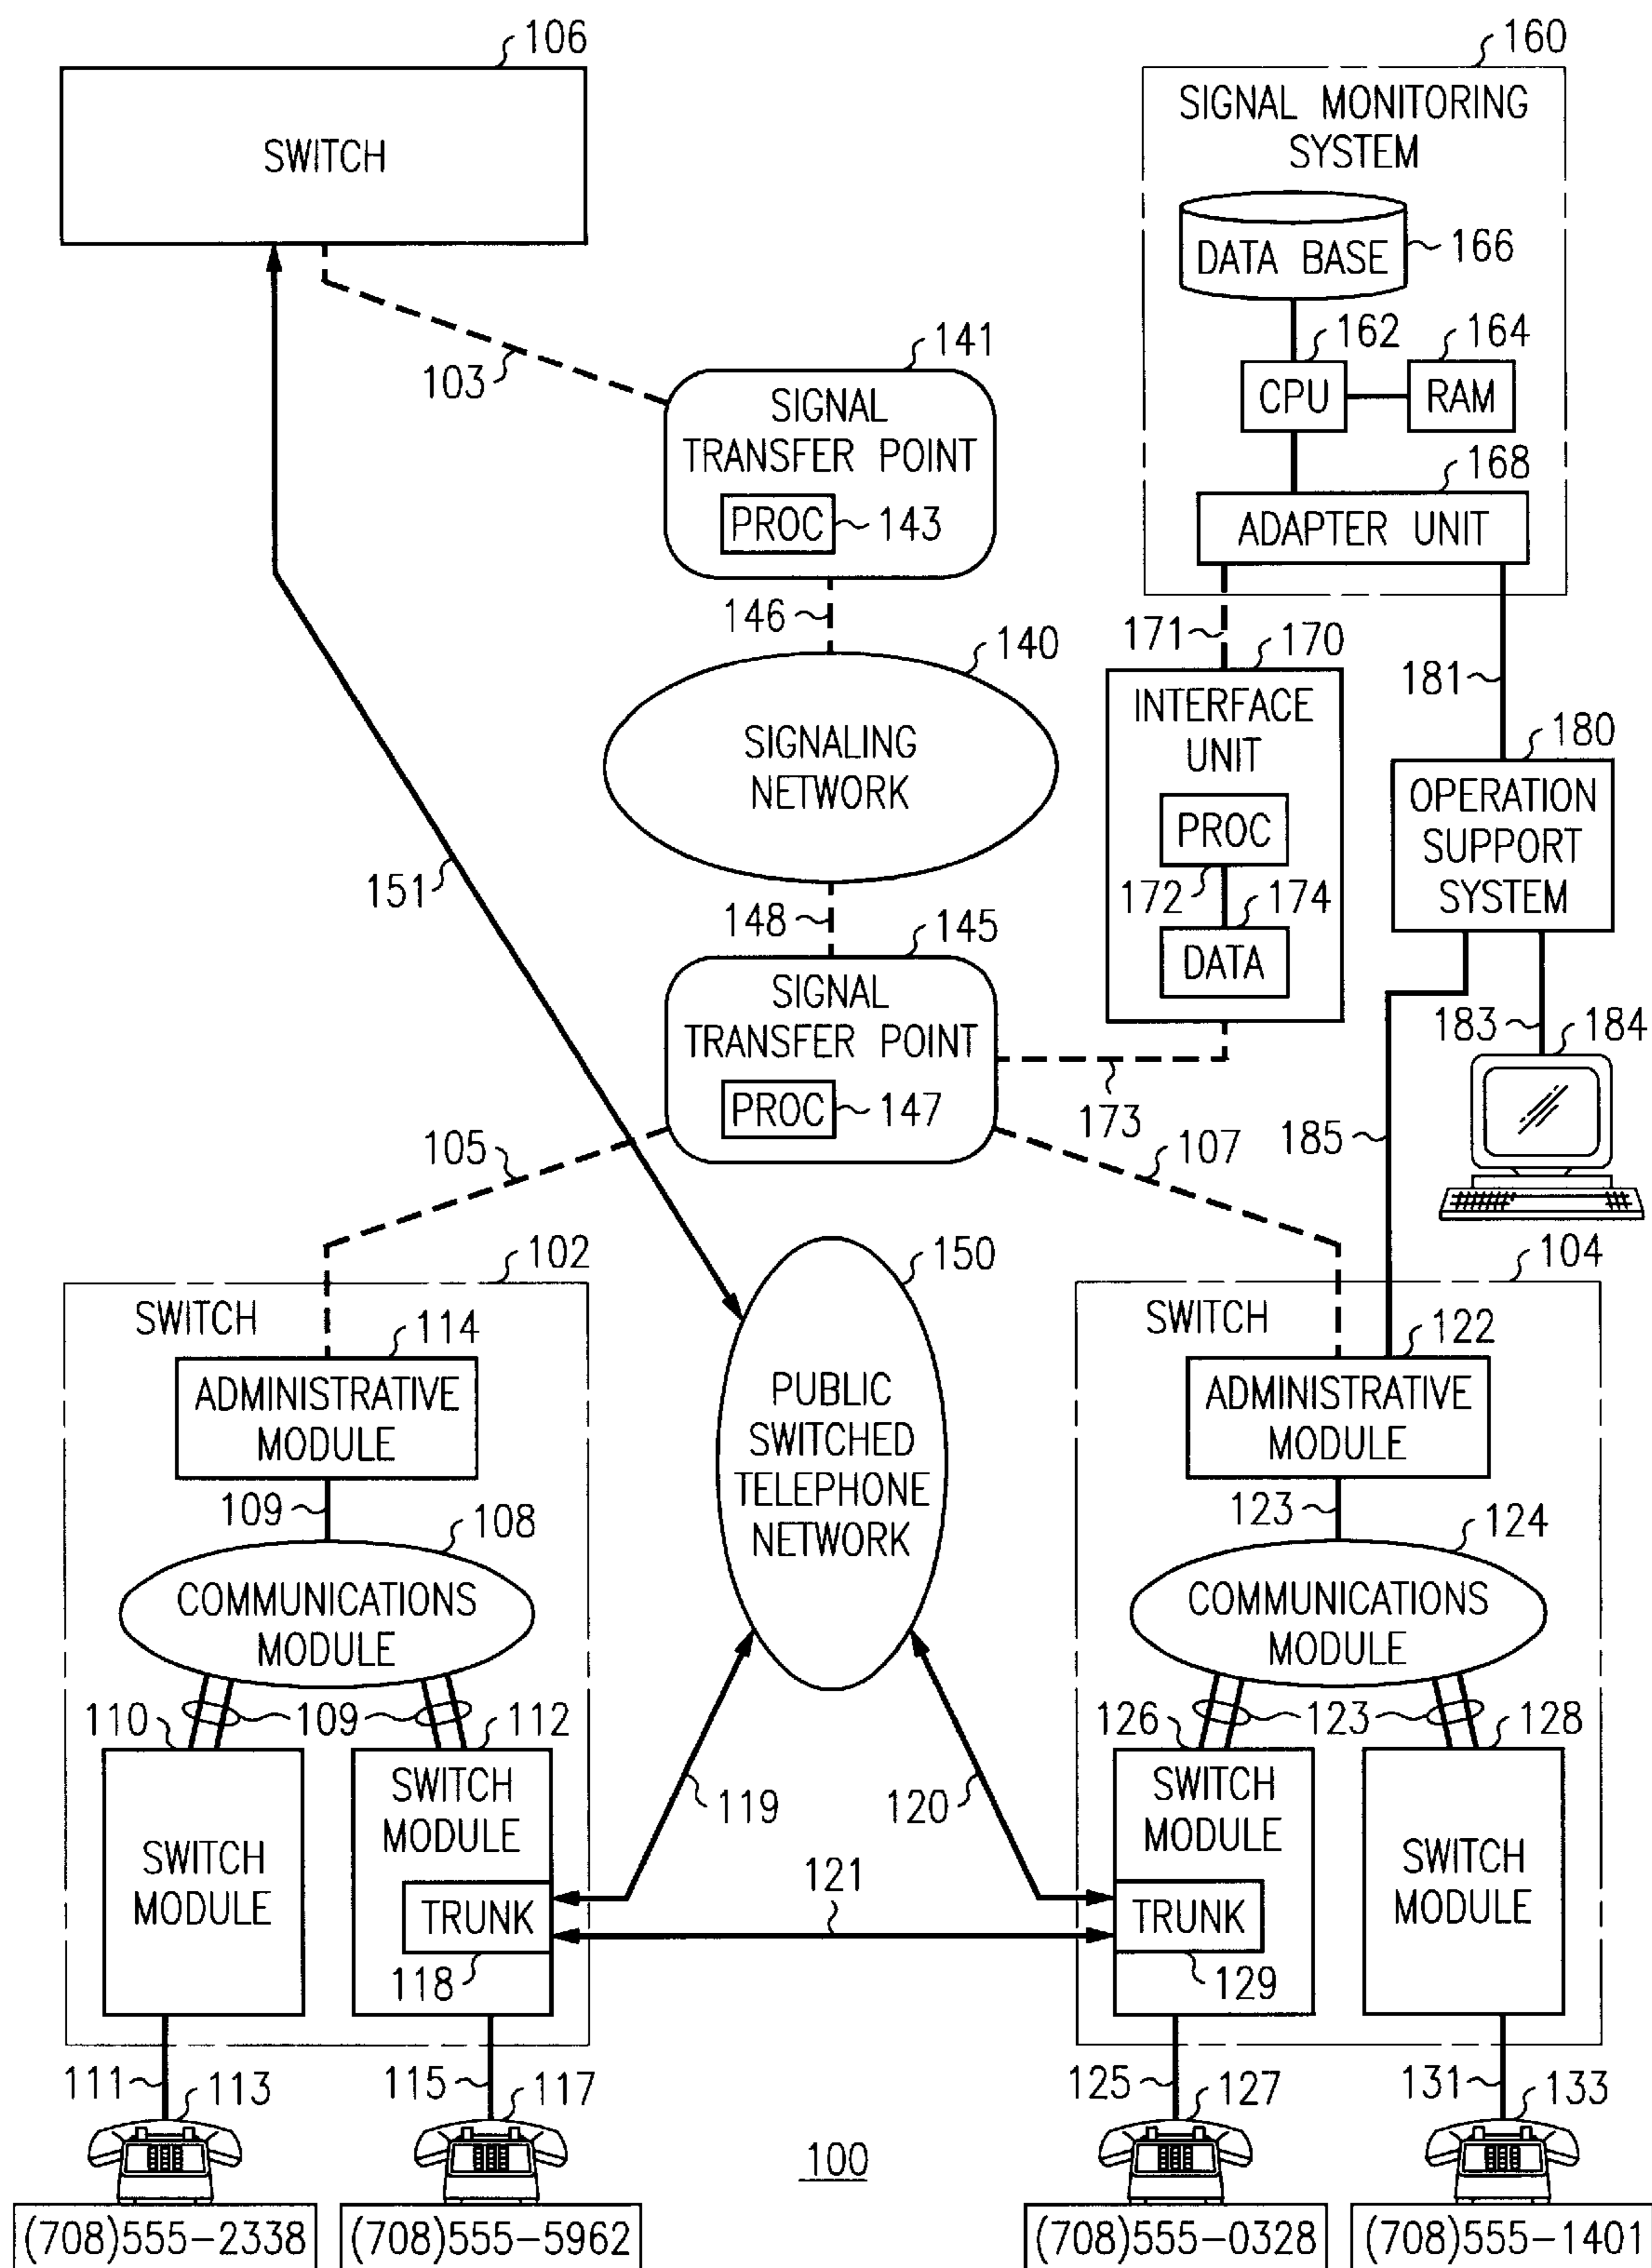 106
SWITCH
103
141
SIGNAL
TRANSFER POINT
PROC
143
146
140
SIGNALING
NETWORK
151
148
145
SIGNAL
TRANSFER POINT
PROC
147
105
107
173
160
SIGNAL MONITORING
SYSTEM
DATA BASE
166
162
164
CPU
RAM
168
ADAPTER UNIT
171
170
181
INTERFACE
UNIT
PROC
172
174
DATA
180
OPERATION
SUPPORT
SYSTEM
183
184
185
102
SWITCH
114
ADMINISTRATIVE
MODULE
109
108
COMMUNICATIONS
MODULE
110
109
112
SWITCH
MODULE
SWITCH
MODULE
TRUNK
118
150
PUBLIC
SWITCHED
TELEPHONE
NETWORK
119
120
121
104
SWITCH
122
ADMINISTRATIVE
MODULE
123
124
COMMUNICATIONS
MODULE
126
123
128
SWITCH
MODULE
TRUNK
129
SWITCH
MODULE
111
113
115
117
125
127
131
133
100
(708)555-2338
(708)555-5962
(708)555-0328
(708)555-1401